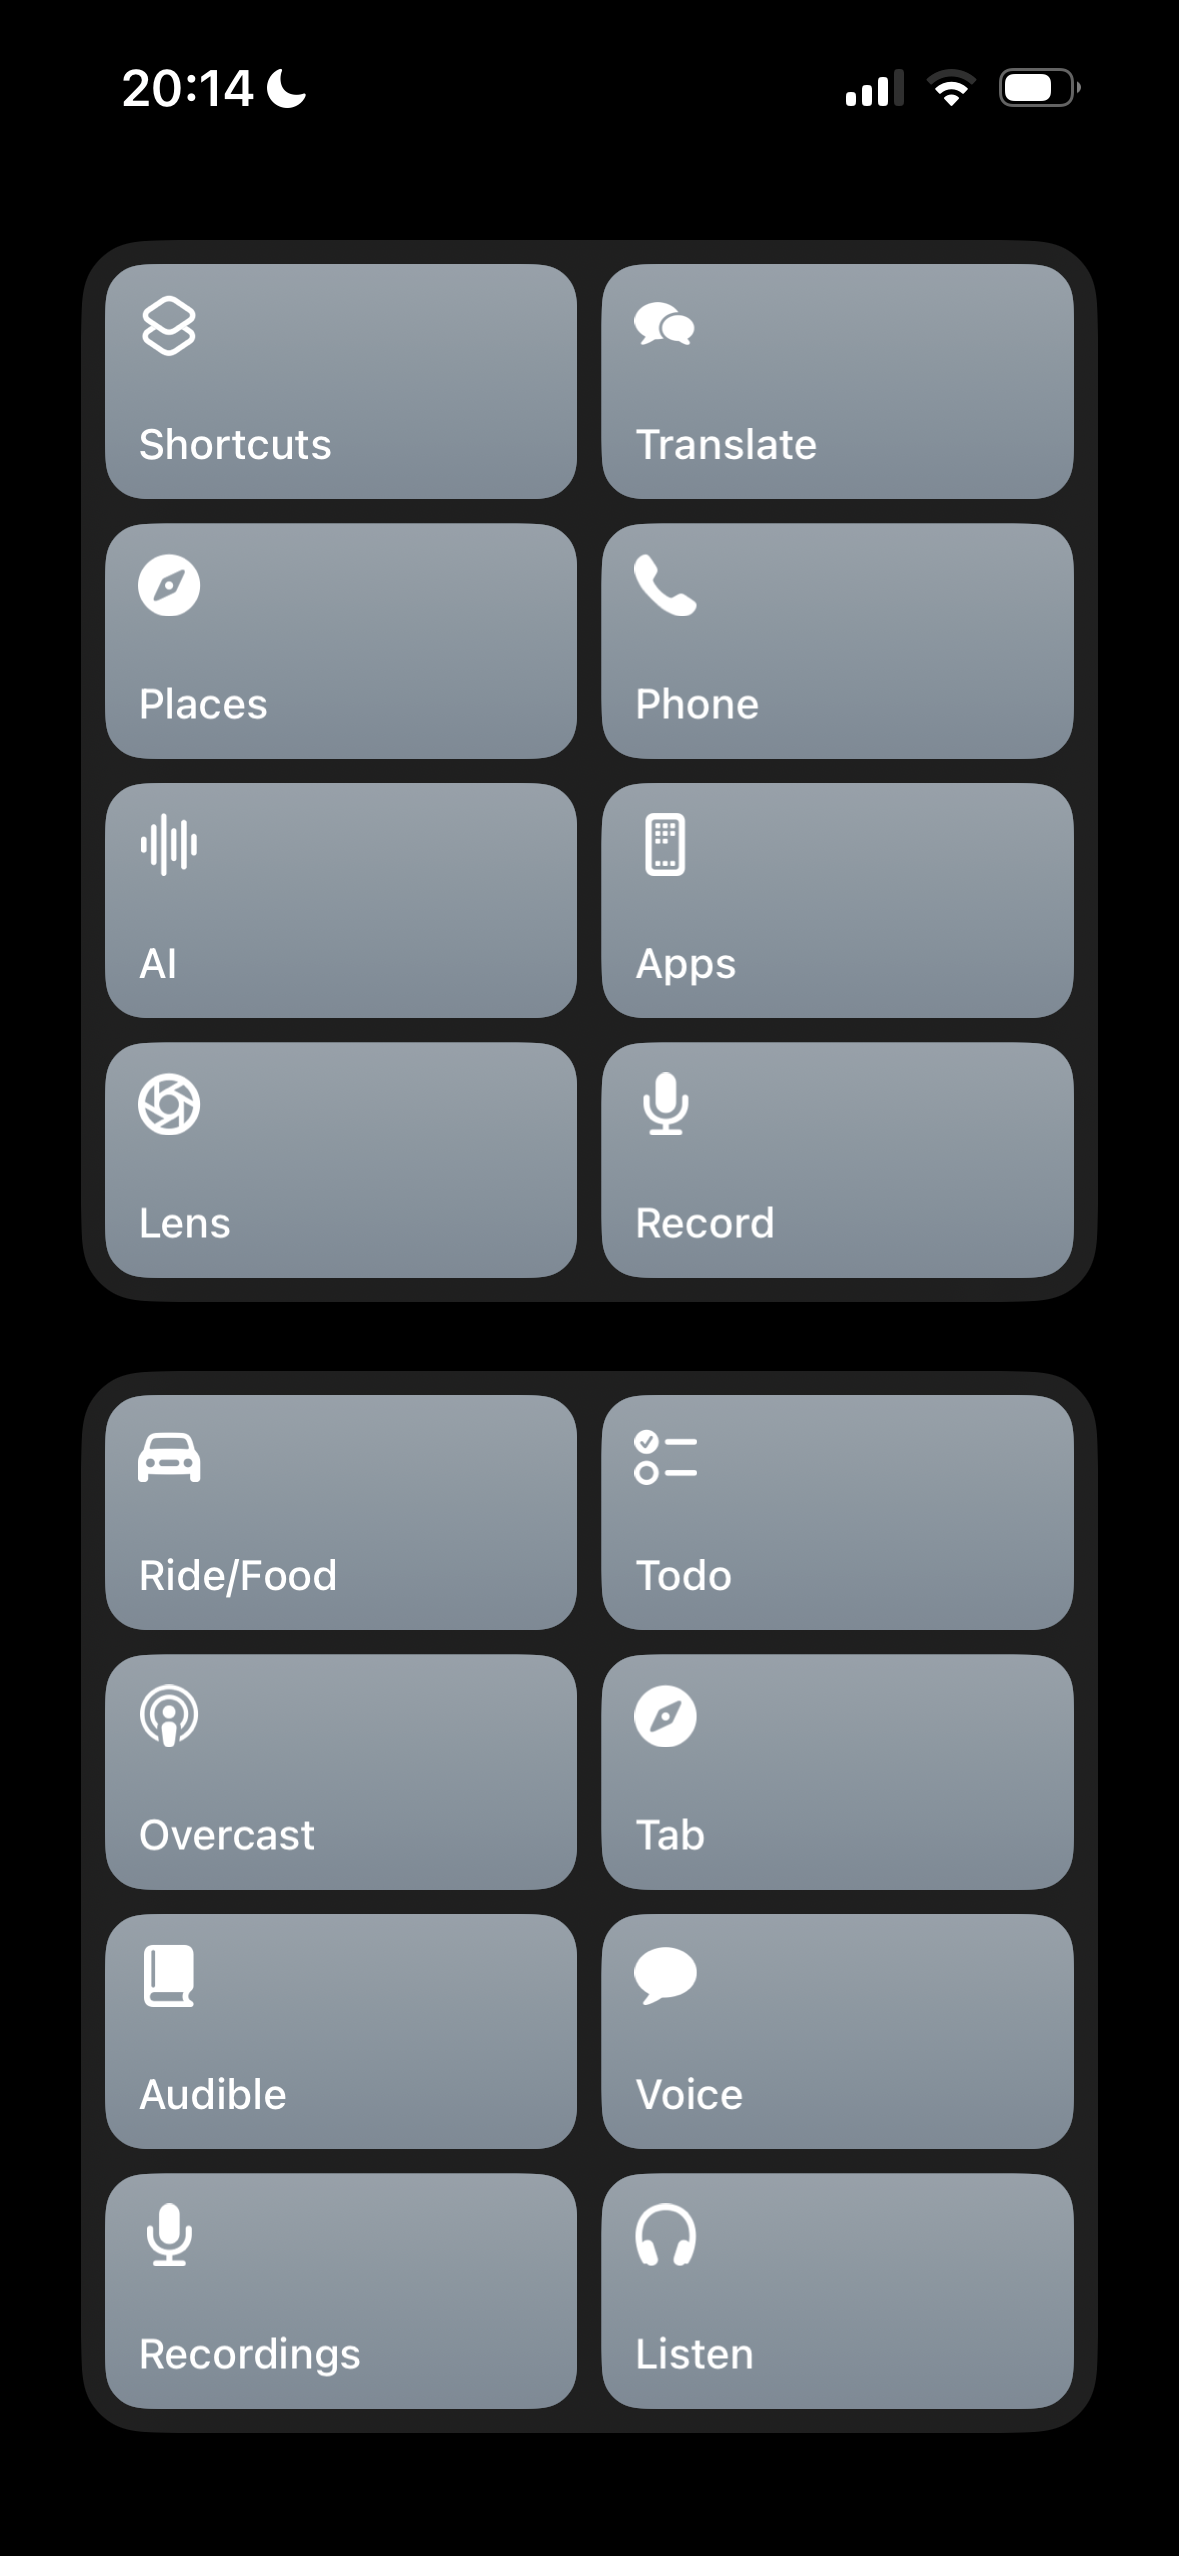 20:14
Shortcuts
Translate
Places
Phone
AI
Apps
Lens
Record
Ride/Food
Todo
Overcast
Tab
Audible
Voice
Recordings
Listen